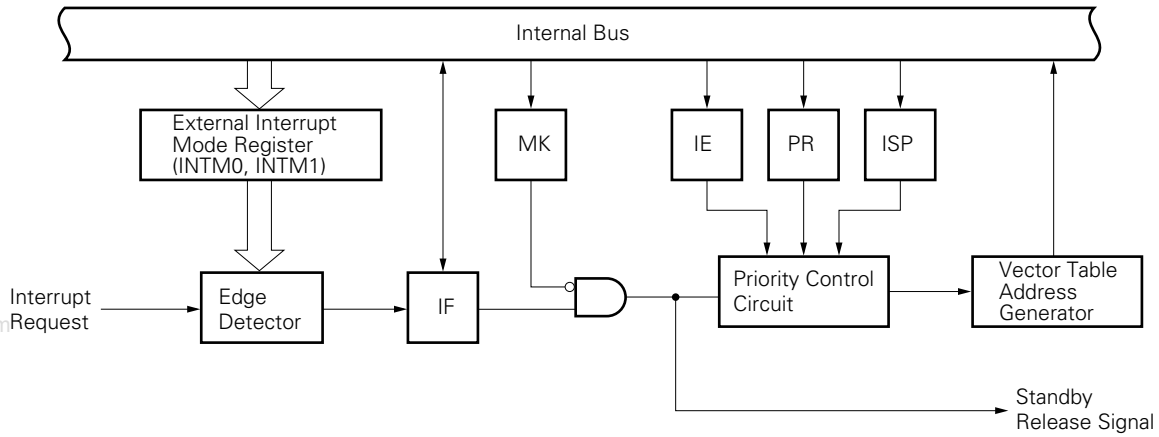 Internal Bus
External Interrupt
Mode Register
(INTM0, INTM1)
MK
IE
PR
ISP
Interrupt
Request
Edge
Detector
IF
Priority Control
Circuit
Vector Table
Address
Generator
Standby
Release Signal